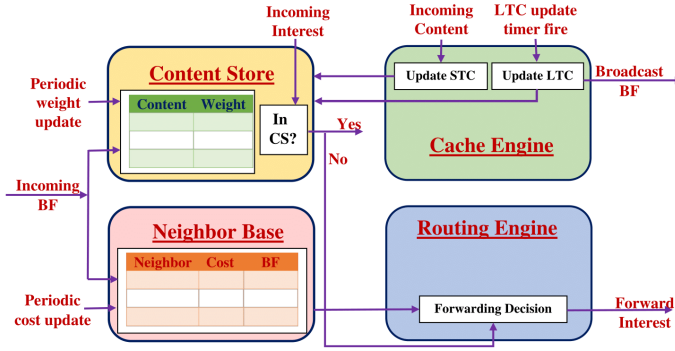 Incoming
Interest
Incoming
Content
LTC update
timer fire
Content Store
Periodic
weight
update
Content Weight
In
CS?
Yes
No
Update STC
Update LTC
Broadcast
BF
Cache Engine
Incoming
BF
Neighbor Base
Neighbor Cost BF
Periodic
cost update
Routing Engine
Forwarding Decision
Forward
Interest